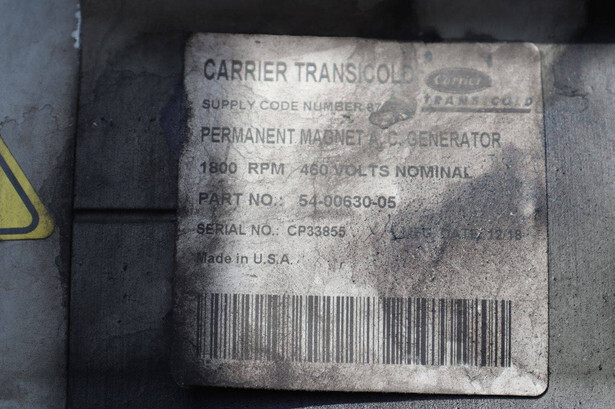 CARRIER TRANSICOLD
Carrier
TRANSICOLD
SUPPLY CODE NUMBER
PERMANENT MAGNET A.C. GENERATOR
1800 RPM 460 VOLTS NOMINAL
PART NO.: 54-00630-05
SERIAL NO.: CP33855 MFG. DATE: 12/18
Made in U.S.A.